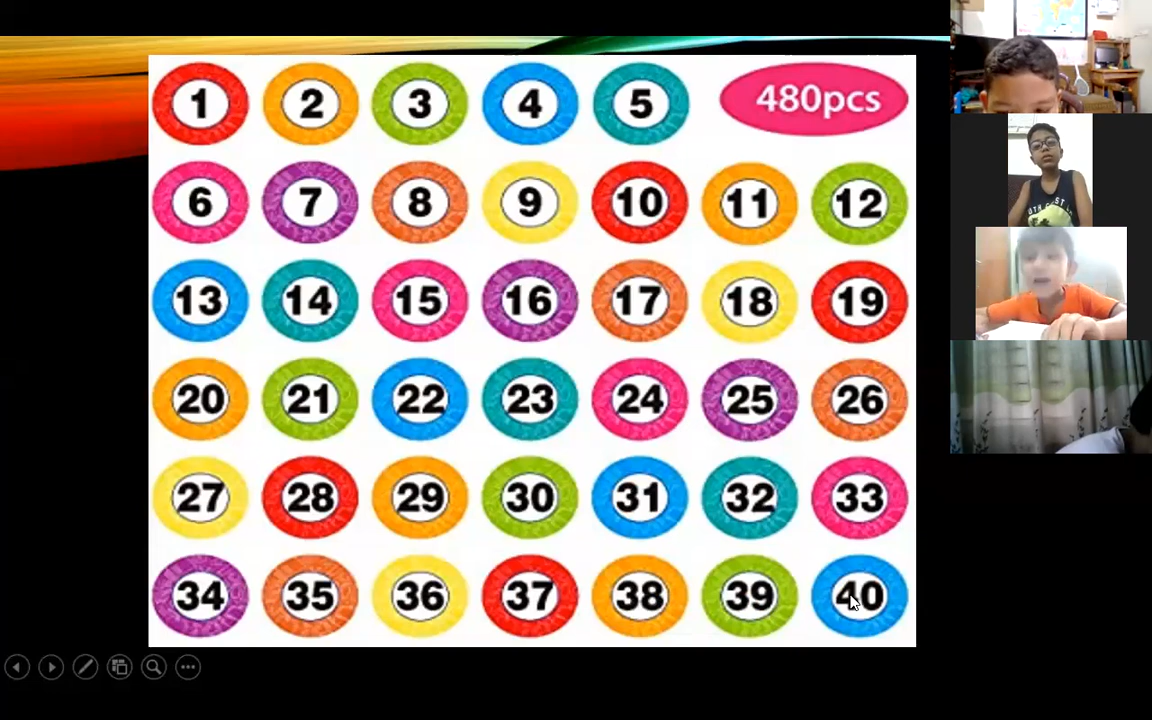 1 2 3 4 5 480pcs
6 7 8 9 10 11 12
13 14 15 16 17 18 19
20 21 22 23 24 25 26
27 28 29 30 31 32 33
34 35 36 37 38 39 40